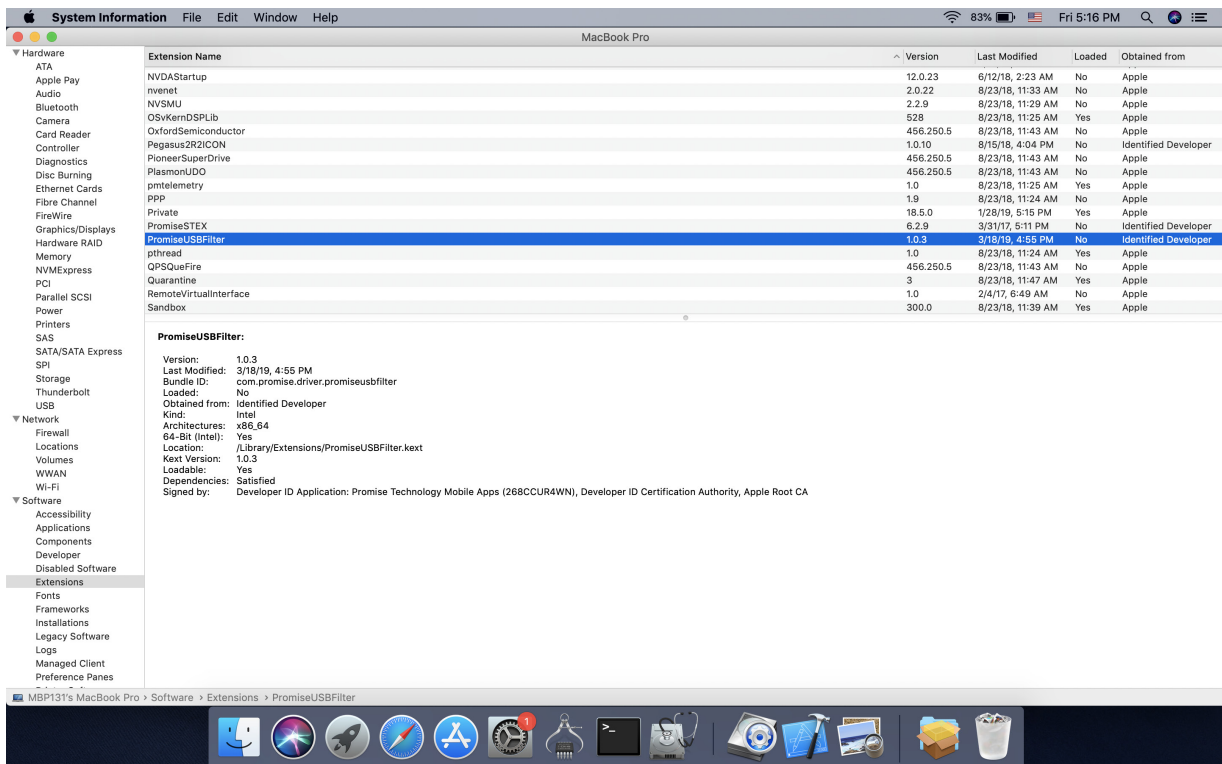 System Information File Edit Window Help 83% Fri 5:16 PM
MacBook Pro
Hardware
ATA
Apple Pay
Audio
Bluetooth
Camera
Card Reader
Controller
Diagnostics
Disc Burning
Ethernet Cards
Fibre Channel
FireWire
Graphics/Displays
Hardware RAID
Memory
NVMExpress
PCI
Parallel SCSI
Power
Printers
SAS
SATA/SATA Express
SPI
Storage
Thunderbolt
USB
Network
Firewall
Locations
Volumes
WWAN
Wi-Fi
Software
Accessibility
Applications
Components
Developer
Disabled Software
Extensions
Fonts
Frameworks
Installations
Legacy Software
Logs
Managed Client
Preference Panes
Extension Name Version Last Modified Loaded Obtained from
NVDAStartup 12.0.23 6/12/18, 2:23 AM No Apple
nvenet 2.0.22 8/23/18, 11:33 AM No Apple
NVSMU 2.2.9 8/23/18, 11:29 AM No Apple
OSvKernDSPLib 528 8/23/18, 11:25 AM Yes Apple
OxfordSemiconductor 456.250.5 8/23/18, 11:43 AM No Apple
Pegasus2R2ICON 1.0.10 8/15/18, 4:04 PM No Identified Developer
PioneerSuperDrive 456.250.5 8/23/18, 11:43 AM No Apple
PlasmonUDO 456.250.5 8/23/18, 11:43 AM No Apple
pmtelemetry 1.0 8/23/18, 11:25 AM Yes Apple
PPP 1.9 8/23/18, 11:24 AM No Apple
Private 18.5.0 1/28/19, 5:15 PM Yes Apple
PromiseSTEX 6.2.9 3/31/17, 5:11 PM No Identified Developer
PromiseUSBFilter 1.0.3 3/18/19, 4:55 PM No Identified Developer
pthread 1.0 8/23/18, 11:24 AM Yes Apple
QPSQueFire 456.250.5 8/23/18, 11:43 AM No Apple
Quarantine 3 8/23/18, 11:47 AM Yes Apple
RemoteVirtualInterface 1.0 2/4/17, 6:49 AM No Apple
Sandbox 300.0 8/23/18, 11:39 AM Yes Apple
PromiseUSBFilter:
Version: 1.0.3
Last Modified: 3/18/19, 4:55 PM
Bundle ID: com.promise.driver.promiseusbfilter
Loaded: No
Obtained from: Identified Developer
Kind: Intel
Architectures: x86_64
64-Bit (Intel): Yes
Location: /Library/Extensions/PromiseUSBFilter.kext
Kext Version: 1.0.3
Loadable: Yes
Dependencies: Satisfied
Signed by: Developer ID Application: Promise Technology Mobile Apps (268CCUR4WN), Developer ID Certification Authority, Apple Root CA
MBP131's MacBook Pro › Software › Extensions › PromiseUSBFilter
1
>_